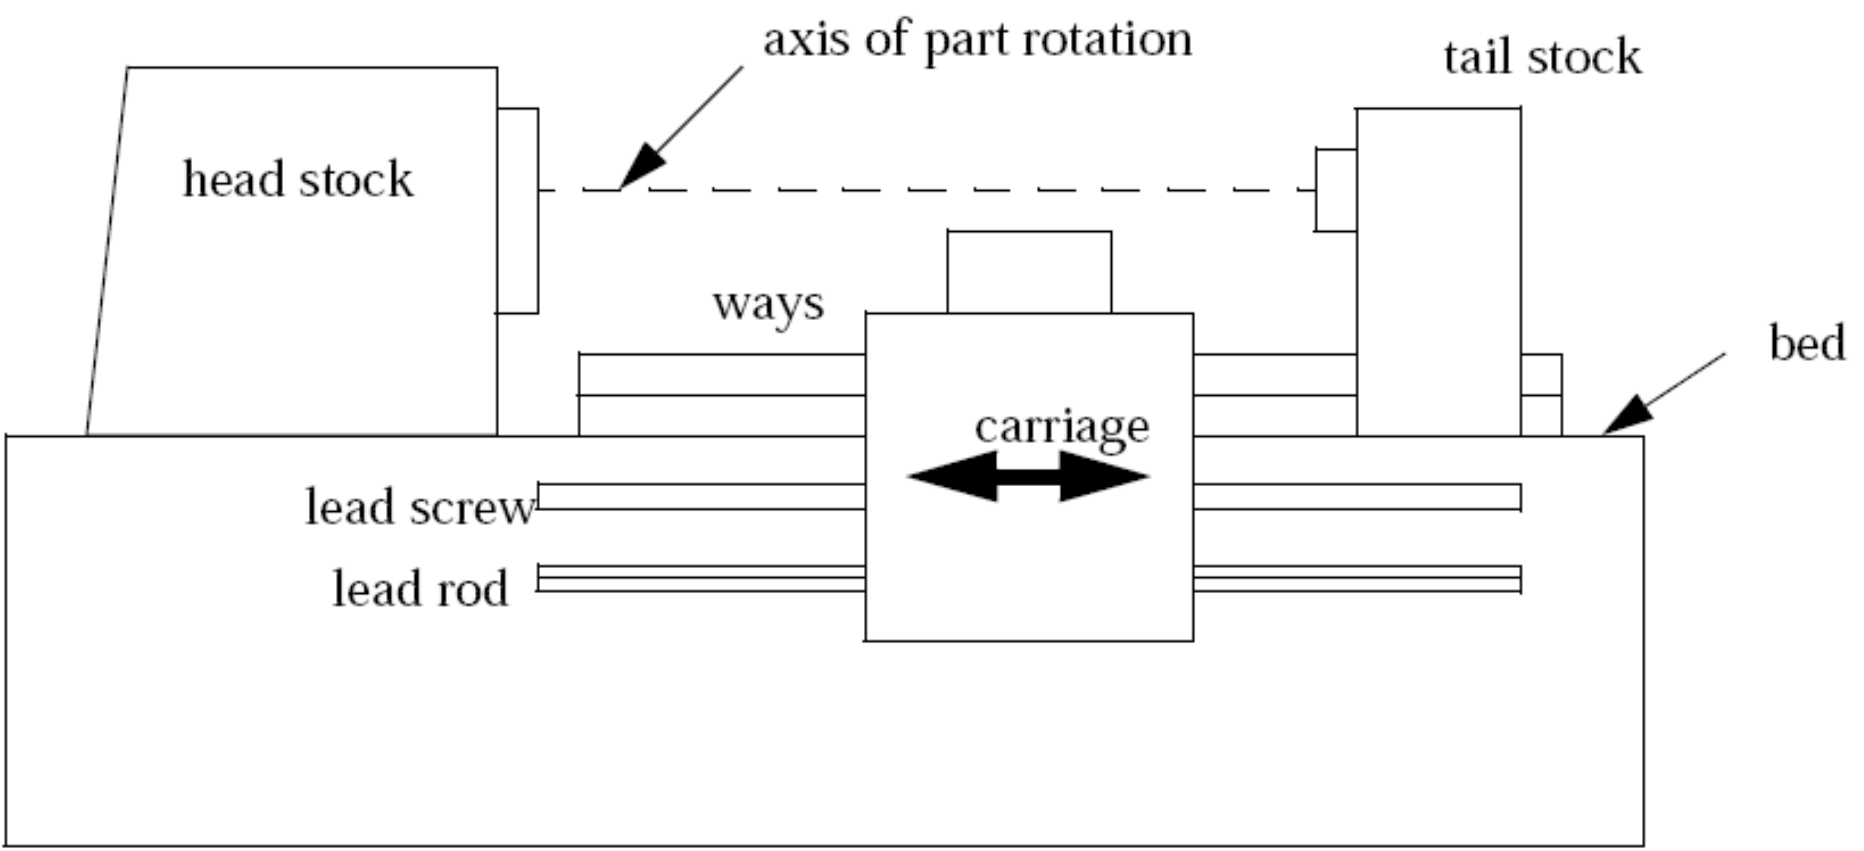 axis of part rotation
tail stock
head stock
ways
bed
carriage
lead screw
lead rod